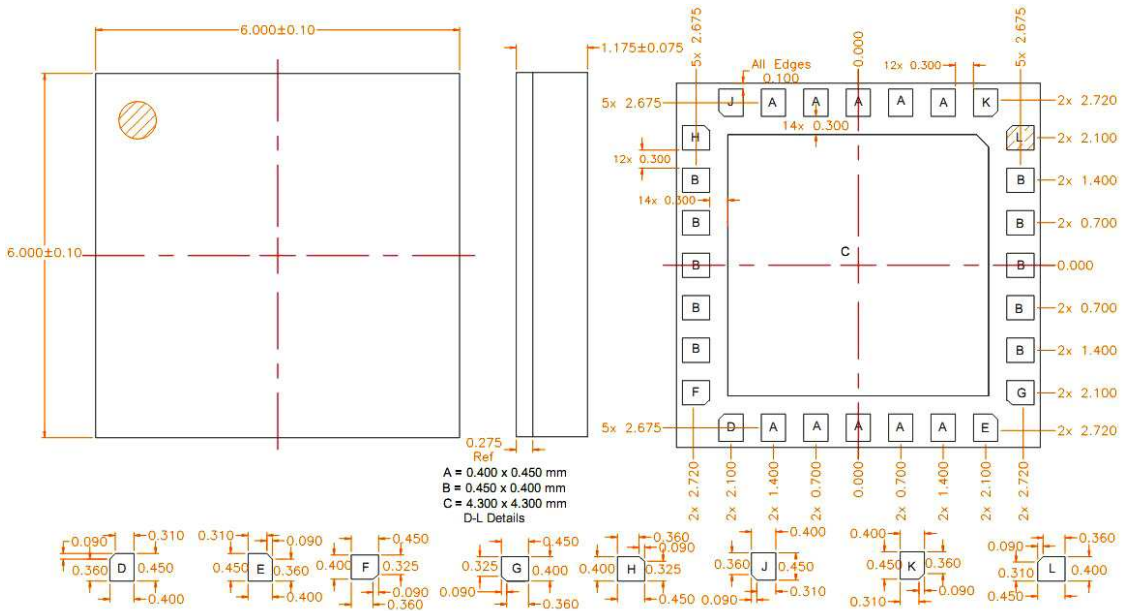 6.000±0.10
6.000±0.10
1.175±0.075
0.275
Ref
5x 2.675
0.000
5x 2.675
All Edges
0.100
12x 0.300
5x 2.675
14x 0.300
12x 0.300
14x 0.300
J A A A A A K
2x 2.720
H L
2x 2.100
B B
2x 1.400
B B
2x 0.700
B C B
0.000
B B
2x 0.700
B B
2x 1.400
F G
2x 2.100
5x 2.675
D A A A A A E
2x 2.720
2x 2.720
2x 2.100
2x 1.400
2x 0.700
0.000
2x 0.700
2x 1.400
2x 2.100
2x 2.720
A = 0.400 x 0.450 mm
B = 0.450 x 0.400 mm
C = 4.300 x 4.300 mm
D-L Details
0.310
0.090
0.360
D
0.450
0.400
0.310
0.090
0.450
E
0.360
0.400
0.450
0.400
F
0.325
0.090
0.360
0.450
0.325
G
0.400
0.090
0.360
0.360
0.090
0.400
H
0.325
0.450
0.400
0.360
J
0.450
0.310
0.090
0.400
0.450
K
0.360
0.090
0.310
0.360
0.090
0.310
L
0.400
0.450